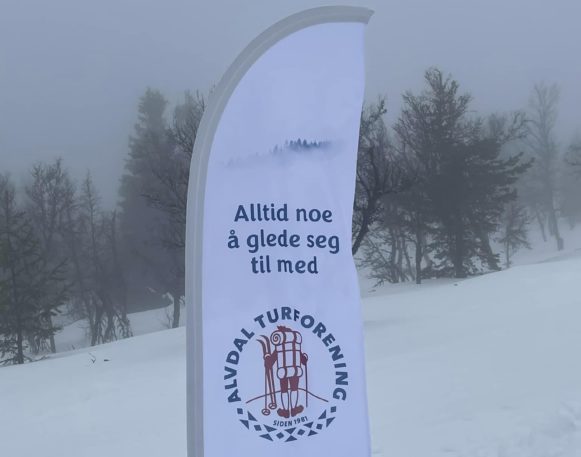 Alltid noe
å glede seg
til med
ALVDAL TURFORENING
SIDEN 1981